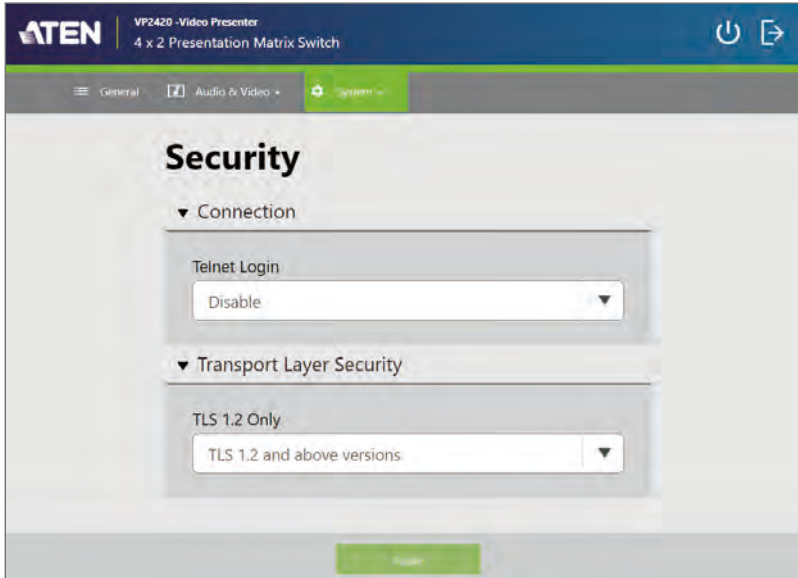 ATEN
VP2420 -Video Presenter
4 x 2 Presentation Matrix Switch
General
Audio & Video
System
Security
Connection
Telnet Login
Disable
Transport Layer Security
TLS 1.2 Only
TLS 1.2 and above versions